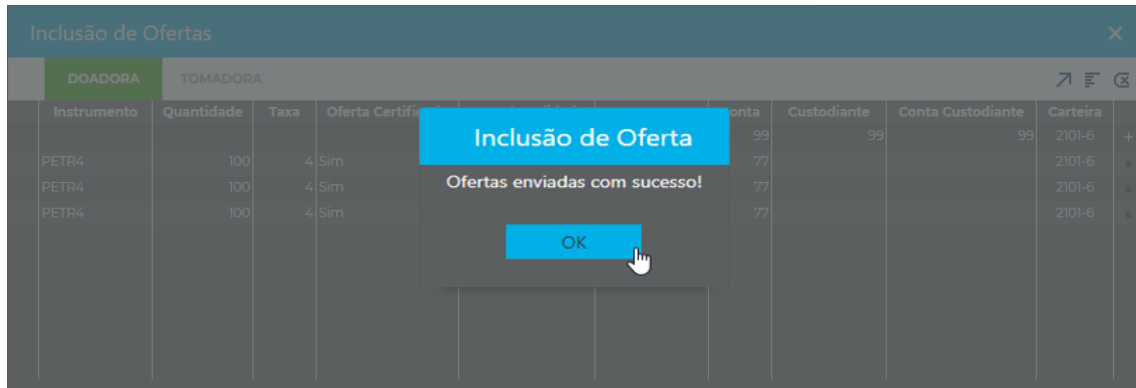 Inclusão de Ofertas
DOADORA TOMADORA
Instrumento Quantidade Taxa Oferta Custodiante Conta Custodiante Carteira
99 99 99 2101-6 +
PETR4 100 4 Sim 77 2101-6
PETR4 100 4 Sim 77 2101-6
PETR4 100 4 Sim 77 2101-6
Inclusão de Oferta
Ofertas enviadas com sucesso!
OK